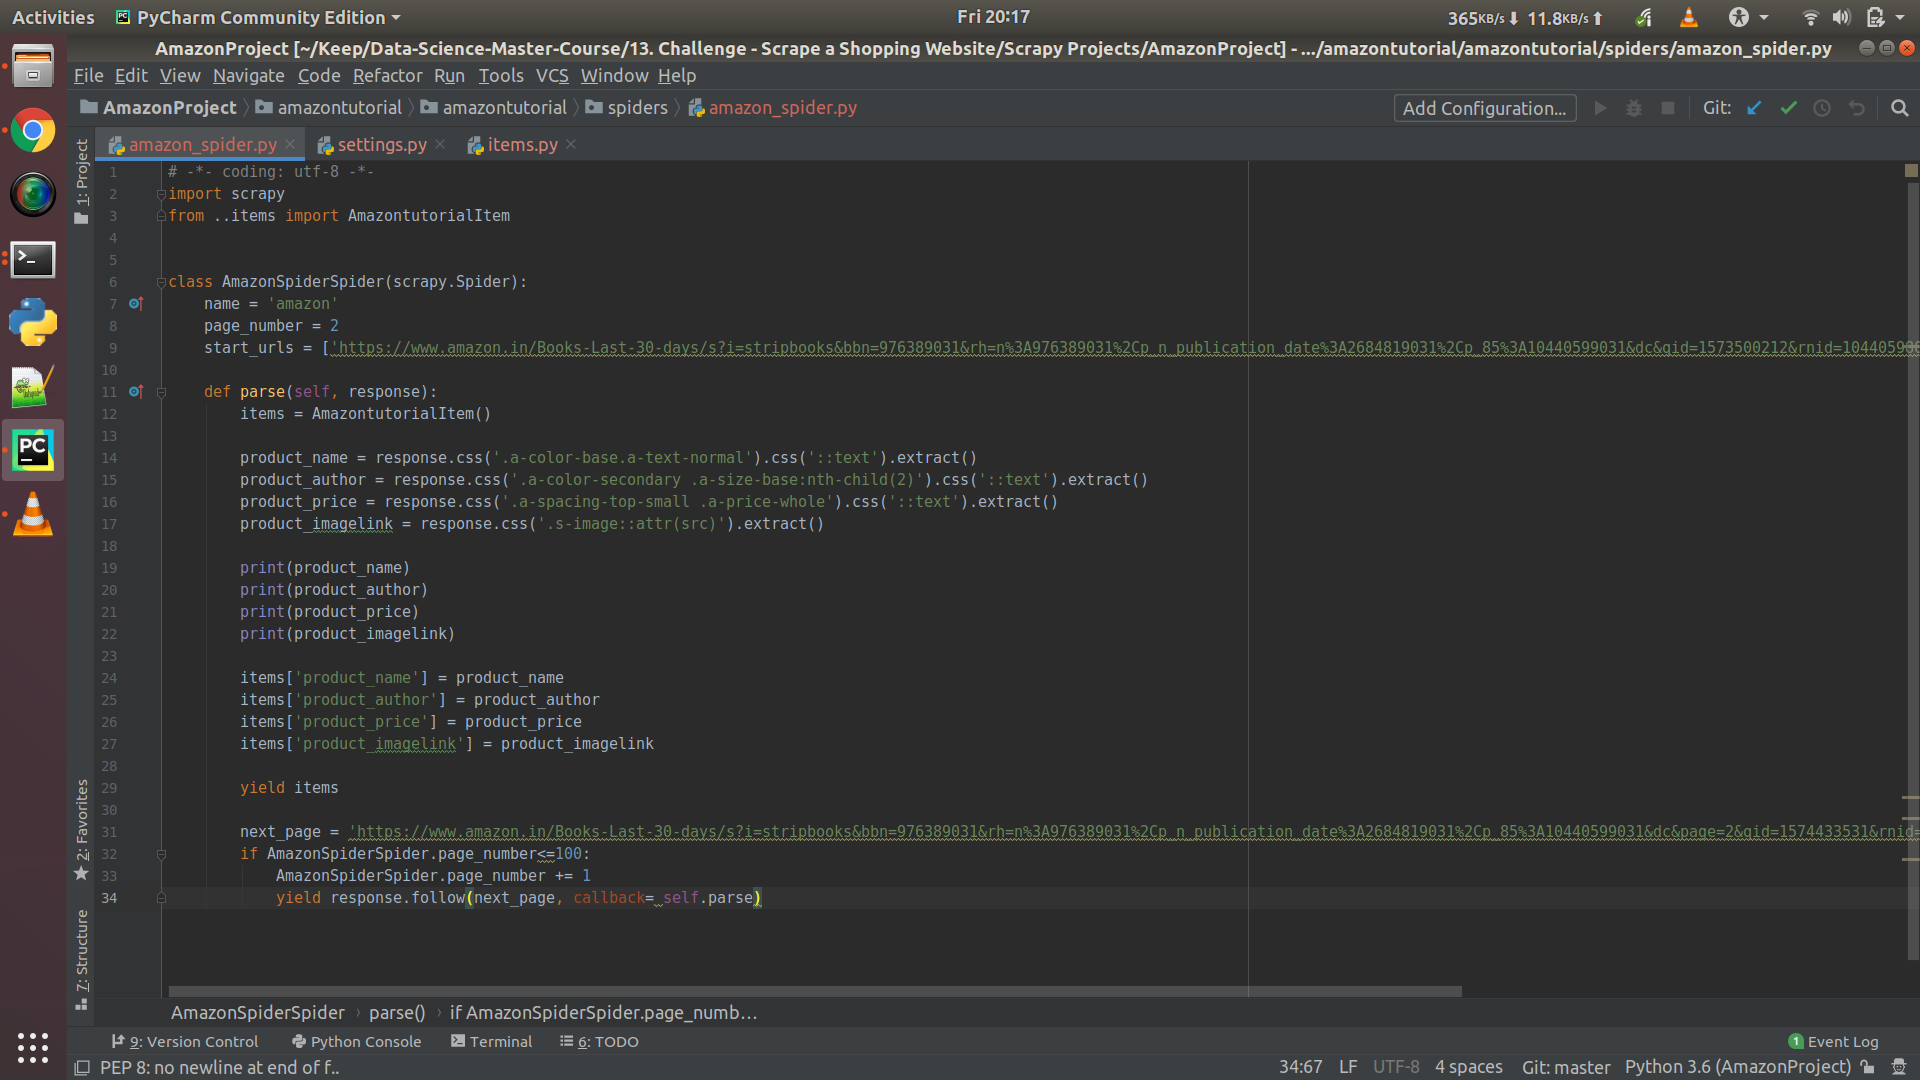 Activities PyCharm Community Edition Fri 20:17 365KB/s 11.8KB/s
AmazonProject [~/Keep/Data-Science-Master-Course/13. Challenge - Scrape a Shopping Website/Scrapy Projects/AmazonProject] - .../amazontutorial/amazontutorial/spiders/amazon_spider.py
File Edit View Navigate Code Refactor Run Tools VCS Window Help
AmazonProject amazontutorial amazontutorial spiders amazon_spider.py Add Configuration... Git:
1: Project
amazon_spider.py settings.py items.py
1 # -*- coding: utf-8 -*-
2 import scrapy
3 from ..items import AmazontutorialItem
4
5
6 class AmazonSpiderSpider(scrapy.Spider):
7 name = 'amazon'
8 page_number = 2
9 start_urls = ['https://www.amazon.in/Books-Last-30-days/s?i=stripbooks&bbn=976389031&rh=n%3A976389031%2Cp_n_publication_date%3A2684819031%2Cp_85%3A10440599031&dc&qid=1573500212&rnid=1044059
10
11 def parse(self, response):
12 items = AmazontutorialItem()
13
14 product_name = response.css('.a-color-base.a-text-normal').css('::text').extract()
15 product_author = response.css('.a-color-secondary .a-size-base:nth-child(2)').css('::text').extract()
16 product_price = response.css('.a-spacing-top-small .a-price-whole').css('::text').extract()
17 product_imagelink = response.css('.s-image::attr(src)').extract()
18
19 print(product_name)
20 print(product_author)
21 print(product_price)
22 print(product_imagelink)
23
24 items['product_name'] = product_name
25 items['product_author'] = product_author
26 items['product_price'] = product_price
27 items['product_imagelink'] = product_imagelink
28
29 yield items
30
31 next_page = 'https://www.amazon.in/Books-Last-30-days/s?i=stripbooks&bbn=976389031&rh=n%3A976389031%2Cp_n_publication_date%3A2684819031%2Cp_85%3A10440599031&dc&page=2&qid=1574433531&rnid=
32 if AmazonSpiderSpider.page_number<=100:
33 AmazonSpiderSpider.page_number += 1
34 yield response.follow(next_page, callback= self.parse)
2: Favorites
7: Structure
AmazonSpiderSpider parse() if AmazonSpiderSpider.page_numb...
9: Version Control Python Console Terminal 6: TODO 1 Event Log
PEP 8: no newline at end of f.. 34:67 LF UTF-8 4 spaces Git: master Python 3.6 (AmazonProject)
PC